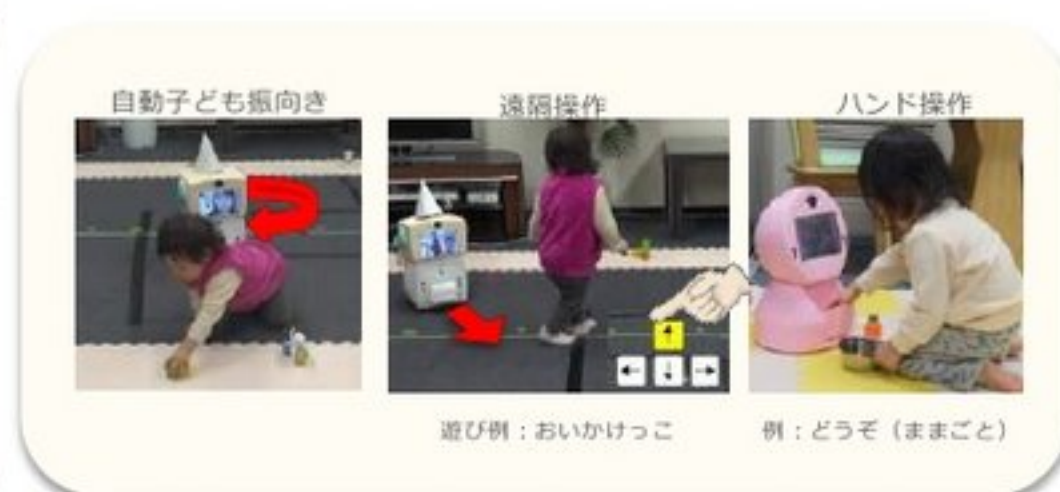 自動子ども振向き
遠隔操作
ハンド操作
↑
← ↓ →
遊び例：おいかけっこ
例：どうぞ（ままごと）